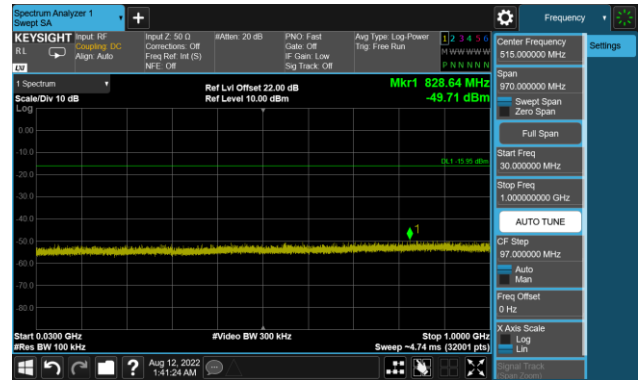 Spectrum Analyzer 1
Swept SA
+
Frequency
KEYSIGHT
RL
LXI
Input: RF
Coupling: DC
Align: Auto
Input Z: 50 Ω
Corrections: Off
Freq Ref: Int (S)
NFE: Off
#Atten: 20 dB
PNO: Fast
Gate: Off
IF Gain: Low
Sig Track: Off
Avg Type: Log-Power
Trig: Free Run
1 2 3 4 5 6
M W W W W W
P N N N N N
Center Frequency
515.000000 MHz
Settings
Span
970.000000 MHz
Swept Span
Zero Span
Full Span
Start Freq
30.000000 MHz
Stop Freq
1.000000000 GHz
AUTO TUNE
CF Step
97.000000 MHz
Auto
Man
Freq Offset
0 Hz
X Axis Scale
Log
Lin
Signal Track
(Span Zoom)
1 Spectrum
Scale/Div 10 dB
Log
Ref Lvl Offset 22.00 dB
Ref Level 10.00 dBm
Mkr1 828.64 MHz
-49.71 dBm
0.00
-10.0
DL1 -15.95 dBm
-20.0
-30.0
-40.0
1
-50.0
-60.0
-70.0
-80.0
Start 0.0300 GHz
#Res BW 100 kHz
#Video BW 300 kHz
Stop 1.0000 GHz
Sweep ~4.74 ms (32001 pts)
?
Aug 12, 2022
1:41:24 AM